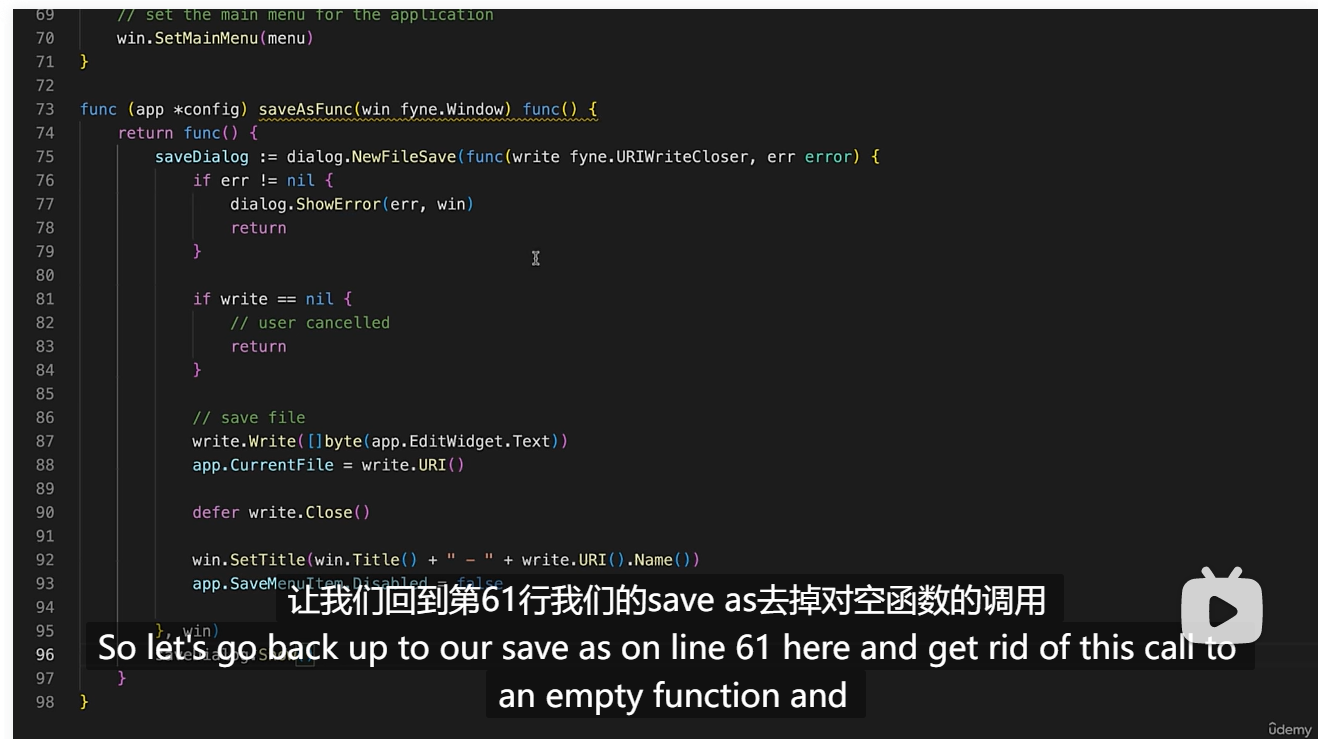 69 // set the main menu for the application
70 win.SetMainMenu(menu)
71 }
72
73 func (app *config) saveAsFunc(win fyne.Window) func() {
74 return func() {
75 saveDialog := dialog.NewFileSave(func(write fyne.URIWriteCloser, err error) {
76 if err != nil {
77 dialog.ShowError(err, win)
78 return
79 }
80
81 if write == nil {
82 // user cancelled
83 return
84 }
85
86 // save file
87 write.Write([]byte(app.EditWidget.Text))
88 app.CurrentFile = write.URI()
89
90 defer write.Close()
91
92 win.SetTitle(win.Title() + " - " + write.URI().Name())
93 app.SaveMenuItem.Disabled = false
94
95 }, win)
96 saveDialog.Show()
97 }
98 }
让我们回到第61行我们的save as去掉对空函数的调用
So let's go back up to our save as on line 61 here and get rid of this call to
an empty function and
ûdemy